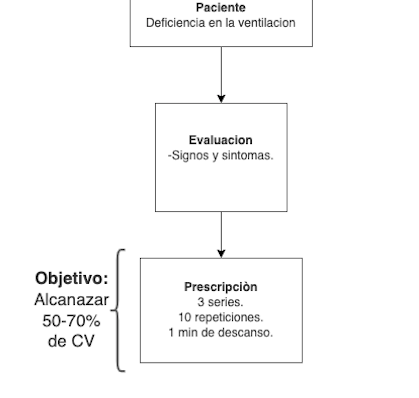 Paciente
Deficiencia en la ventilacion
Evaluacion
-Signos y sintomas.
Objetivo:
Alcanazar
50-70%
de CV
Prescripciòn
3 series.
10 repeticiones.
1 min de descanso.